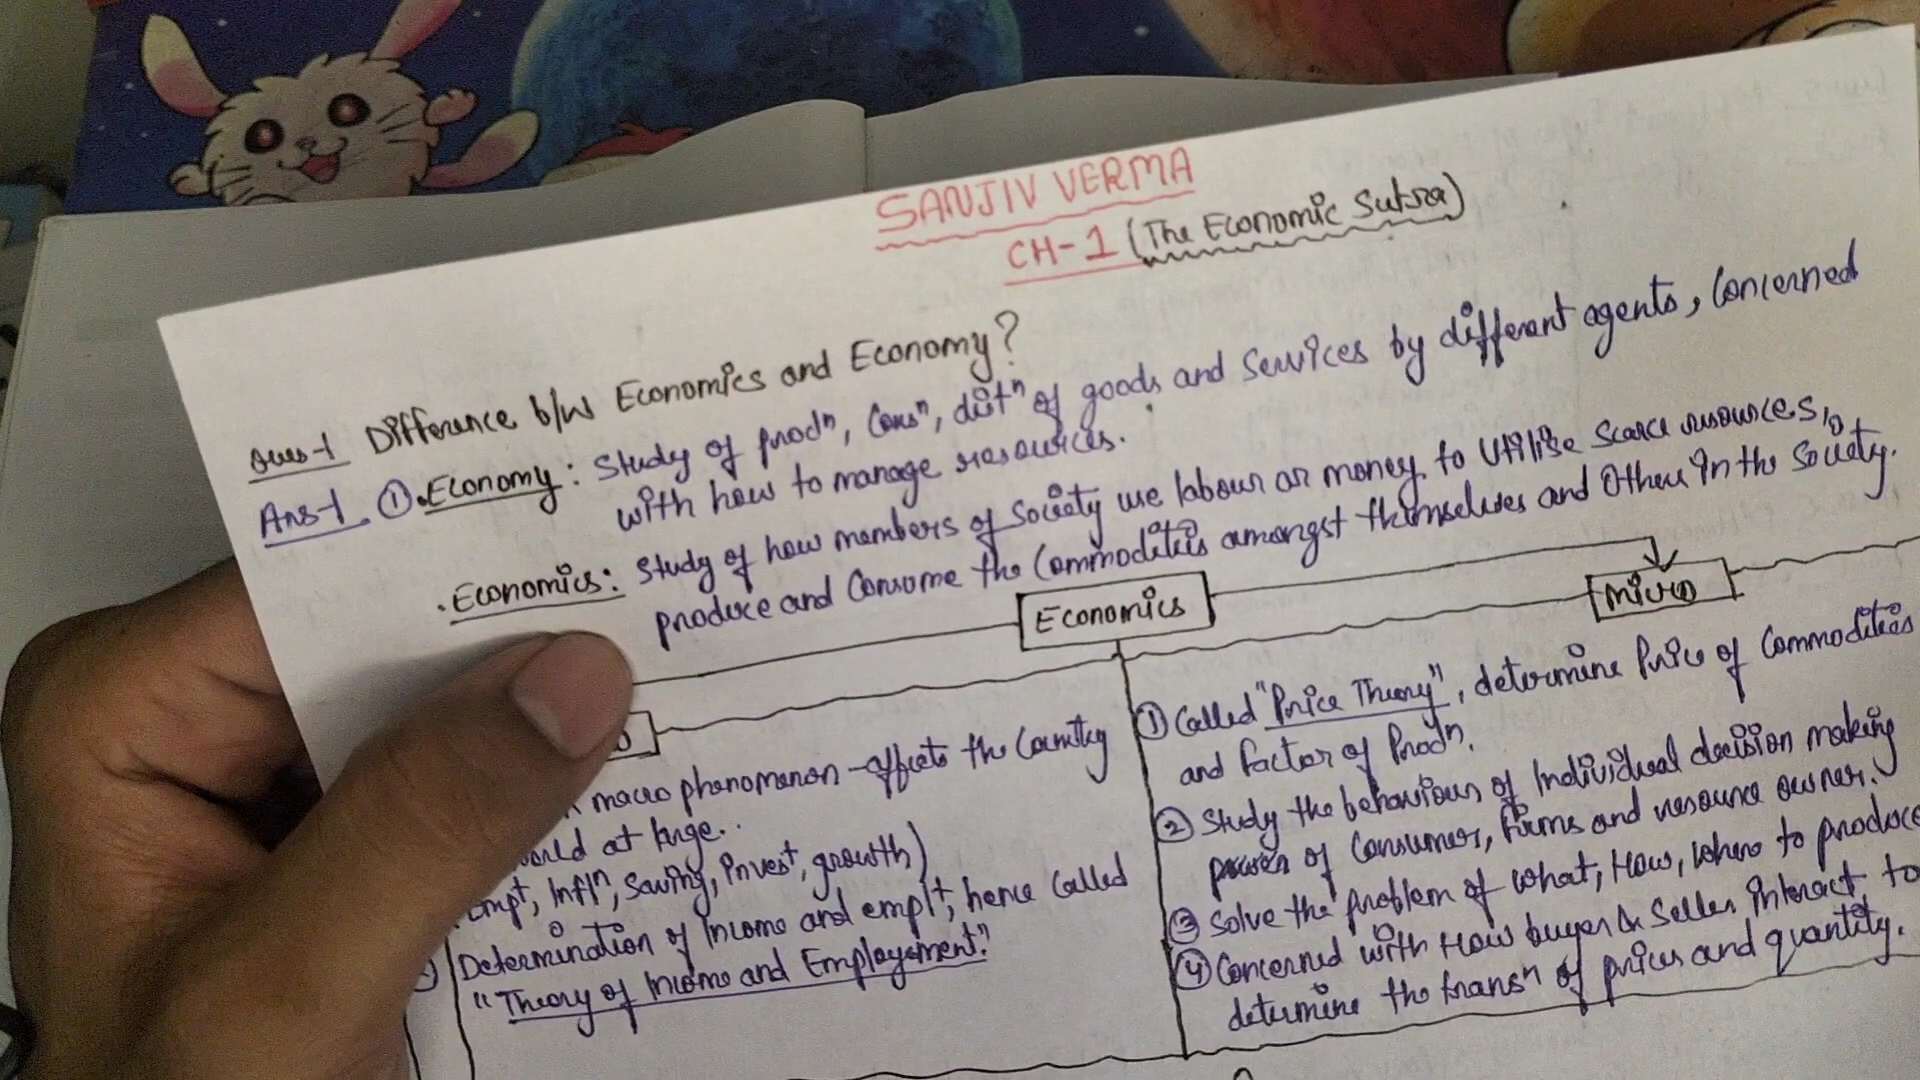 SANJIV VERMA
CH-1 (The Economic Sutra)
Ques-1 Difference b/w Economics and Economy?
Ans-1 ① . Economy : Study of prodⁿ, Consⁿ, distⁿ of goods and Services by different agents, Concerned
with how to manage resources.
. Economics : Study of how members of Society use labour or money to Utilise Scarce resources, to
produce and Consume the Commodities amongst themselves and Others in the Society.
Economics
Micro
① Called "Price Theory", determine Price of Commodities
and factor of Prodⁿ.
② Study the behaviour of Individual decision making
power of Consumer, firms and resource owner.
③ Solve the problem of what, How, whom to produce
④ Concerned with How buyer & Seller Interact to
determine the transⁿ of prices and quantity.
macro phenomenon - affects the Country
at huge.
Inflⁿ, Saving, Invesᵗ, growth)
Determination of Income and emplᵗ, hence Called
"Theory of Income and Employement".